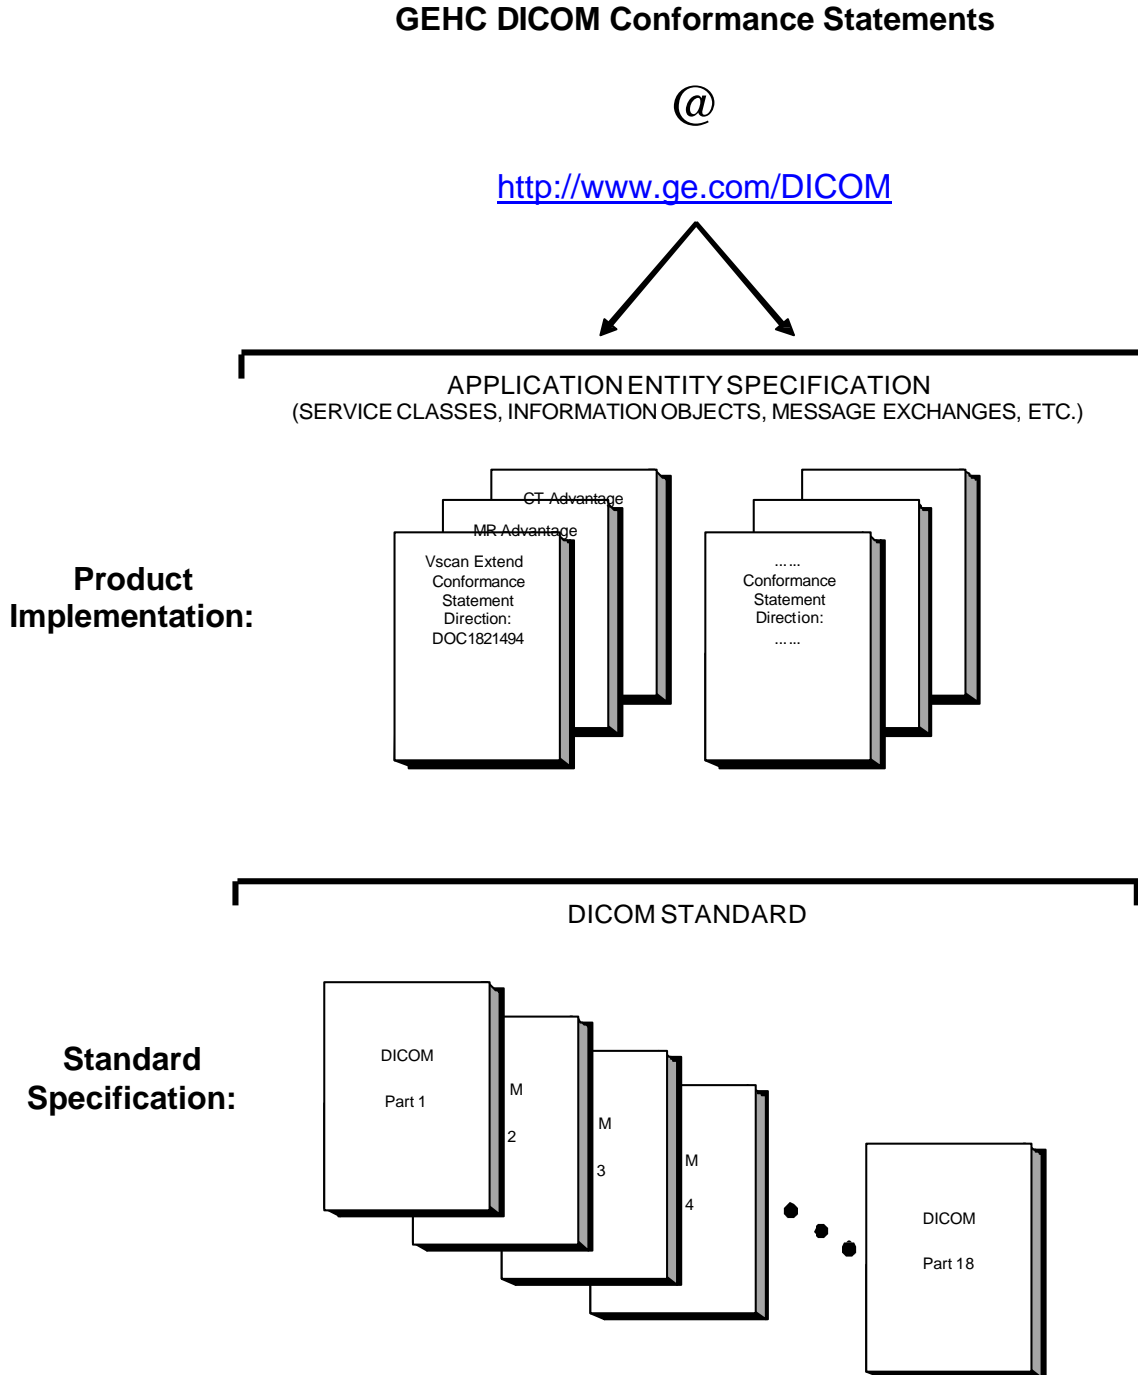 GEHC DICOM Conformance Statements
@
http://www.ge.com/DICOM
APPLICATION ENTITY SPECIFICATION
(SERVICE CLASSES, INFORMATION OBJECTS, MESSAGE EXCHANGES, ETC.)
Product
Implementation:
CT Advantage
MR Advantage
Vscan Extend
Conformance
Statement
Direction:
DOC1821494
... ...
Conformance
Statement
Direction:
... ...
DICOM STANDARD
Standard
Specification:
DICOM
Part 1
M
2
M
3
M
4
DICOM
Part 18